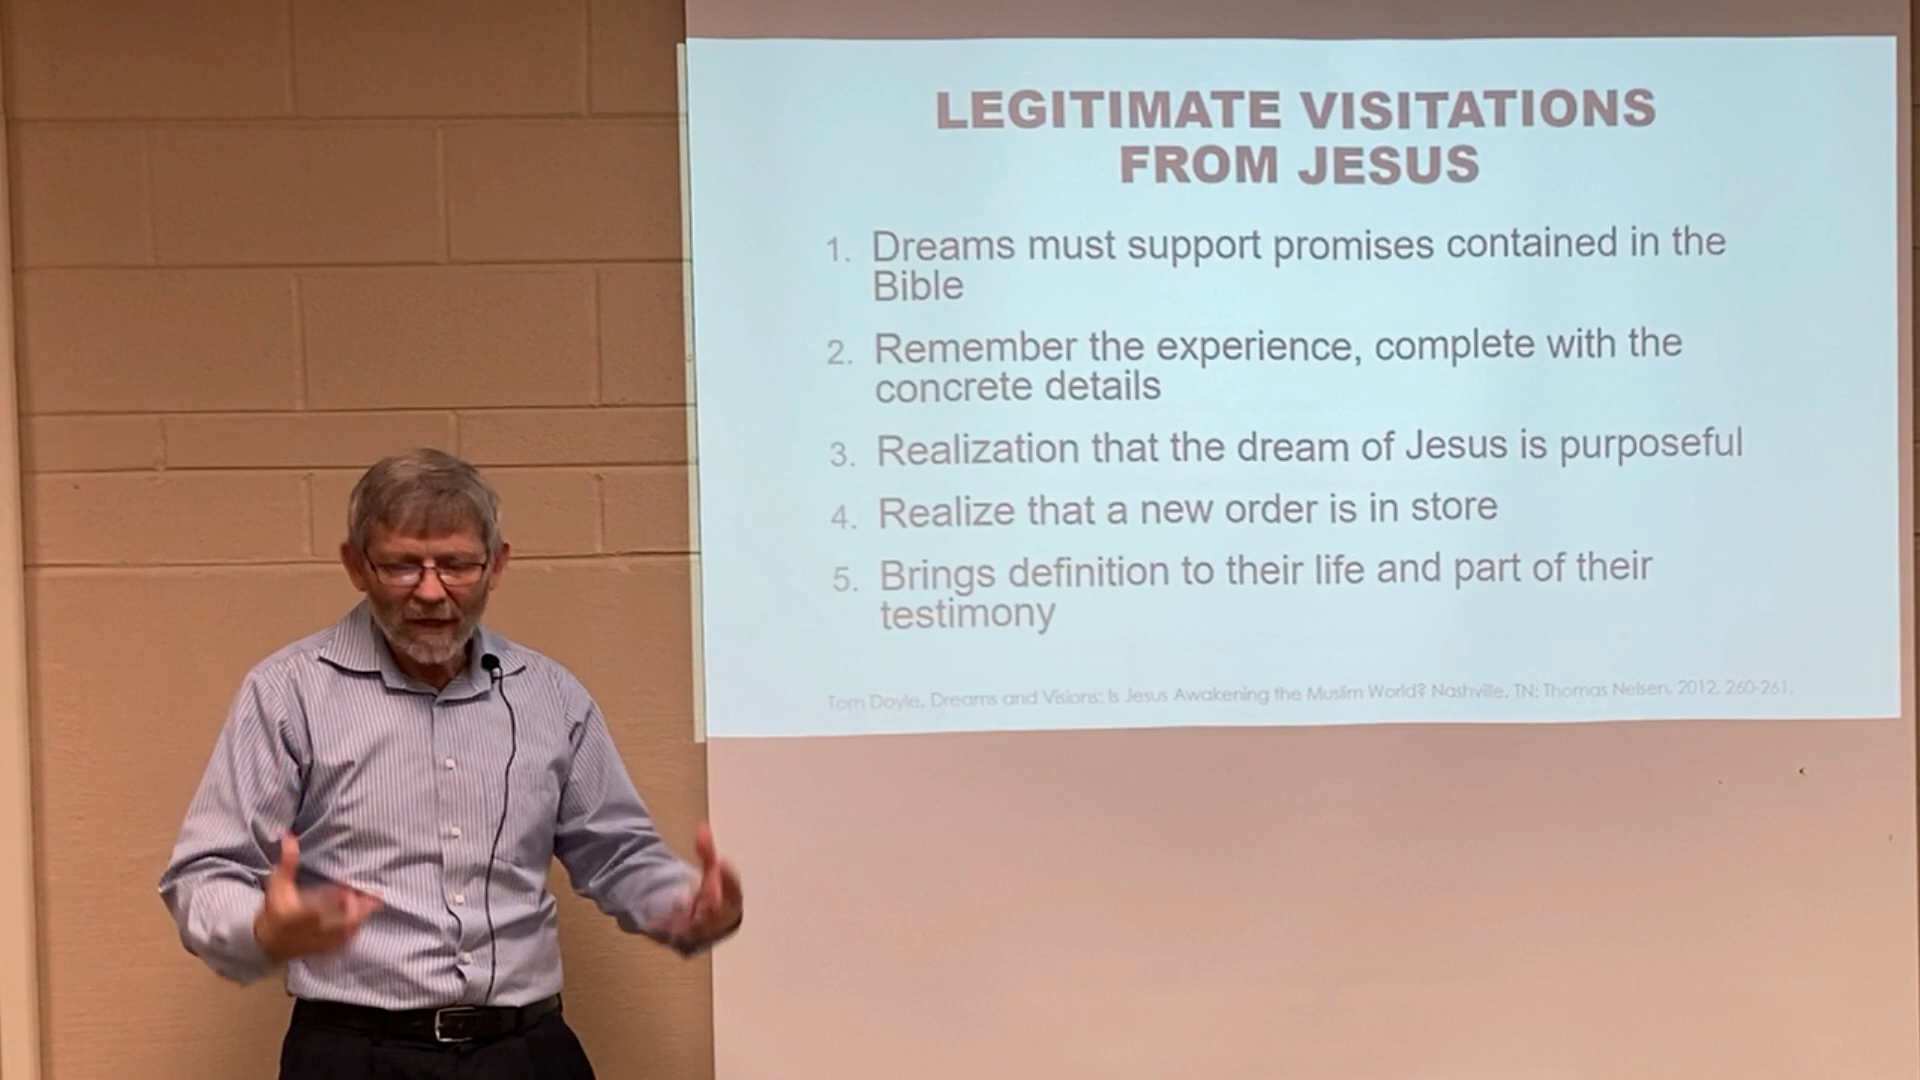 LEGITIMATE VISITATIONS
FROM JESUS
1. Dreams must support promises contained in the
Bible
2. Remember the experience, complete with the
concrete details
3. Realization that the dream of Jesus is purposeful
4. Realize that a new order is in store
5. Brings definition to their life and part of their
testimony
Tom Doyle, Dreams and Visions: Is Jesus Awakening the Muslim World? Nashville, TN: Thomas Nelsen, 2012, 260-261.